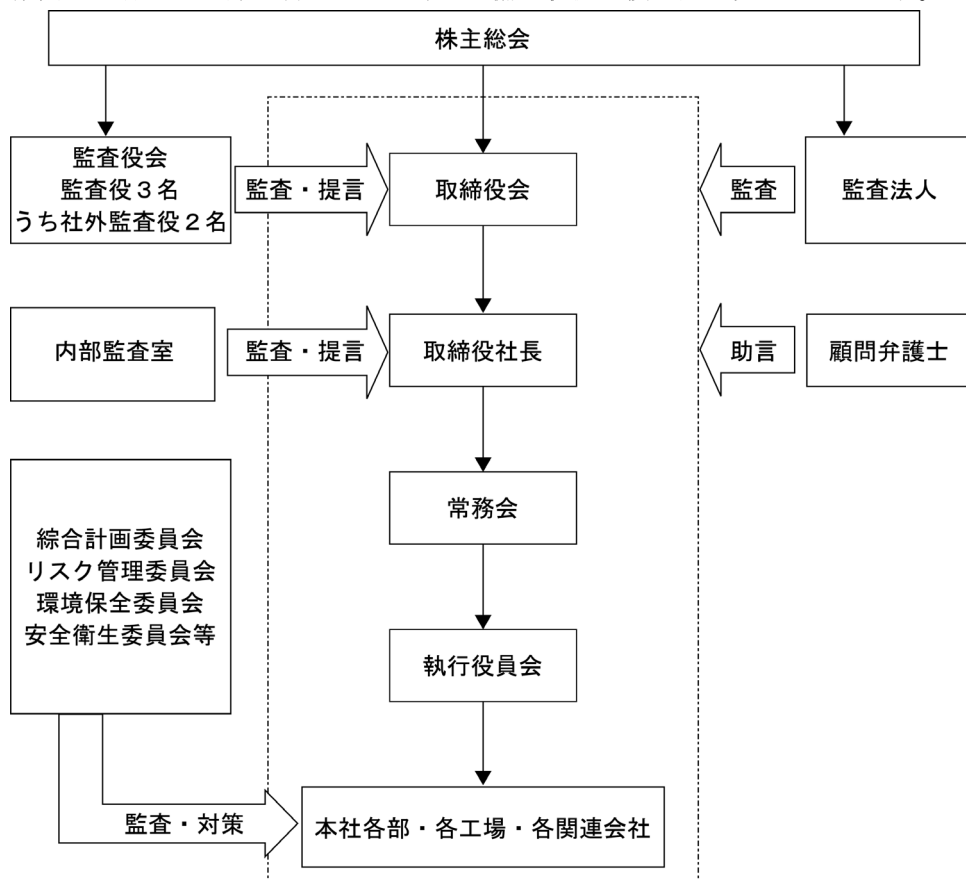 株主総会
監査役会
監査役３名
うち社外監査役２名
監査・提言
取締役会
監査
監査法人
内部監査室
監査・提言
取締役社長
助言
顧問弁護士
常務会
綜合計画委員会
リスク管理委員会
環境保全委員会
安全衛生委員会等
執行役員会
監査・対策
本社各部・各工場・各関連会社